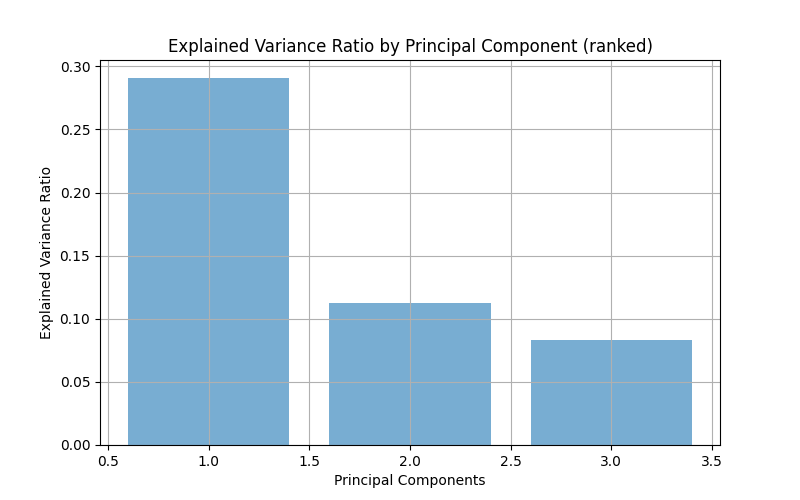 Explained Variance Ratio by Principal Component (ranked)
0.30
0.25
0.20
0.15
0.10
0.05
0.00
Explained Variance Ratio
0.5 1.0 1.5 2.0 2.5 3.0 3.5
Principal Components